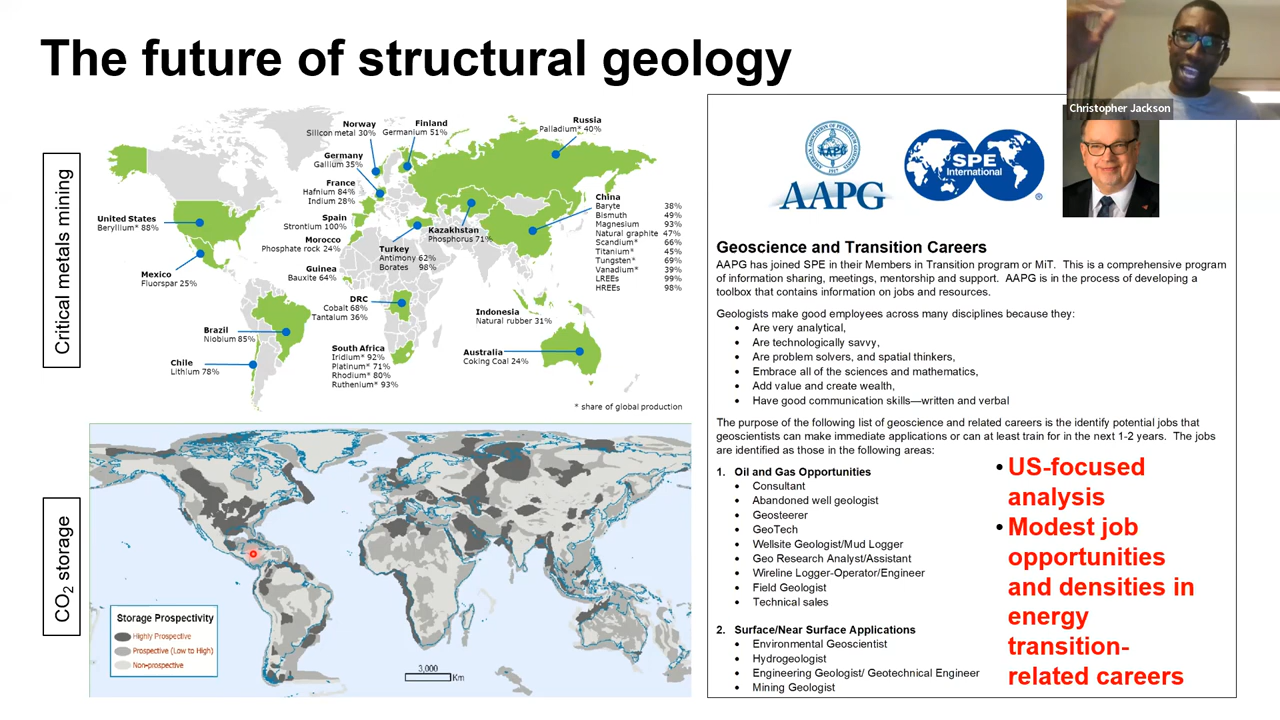 The future of structural geology
Christopher Jackson
Critical metals mining
Norway
Silicon metal 30%
Finland
Germanium 51%
Russia
Palladium* 40%
Germany
Gallium 35%
France
Hafnium 84%
Indium 28%
Spain
Strontium 100%
Morocco
Phosphate rock 24%
Guinea
Bauxite 64%
Turkey
Antimony 62%
Borates 98%
Kazakhstan
Phosphorus 71%
China
Baryte 38%
Bismuth 49%
Magnesium 93%
Natural graphite 47%
Scandium* 66%
Titanium* 45%
Tungsten* 69%
Vanadium* 39%
LREEs 99%
HREEs 98%
United States
Beryllium* 88%
Mexico
Fluorspar 25%
Brazil
Niobium 85%
Chile
Lithium 78%
DRC
Cobalt 68%
Tantalum 36%
South Africa
Iridium* 92%
Platinum* 71%
Rhodium* 80%
Ruthenium* 93%
Indonesia
Natural rubber 31%
Australia
Coking Coal 24%
* share of global production
CO2 storage
Storage Prospectivity
Highly Prospective
Prospective (Low to High)
Non-prospective
3,000
Km
AAPG
SPE
International
Geoscience and Transition Careers
AAPG has joined SPE in their Members in Transition program or MiT. This is a comprehensive program
of information sharing, meetings, mentorship and support. AAPG is in the process of developing a
toolbox that contains information on jobs and resources.
Geologists make good employees across many disciplines because they:
• Are very analytical,
• Are technologically savvy,
• Are problem solvers, and spatial thinkers,
• Embrace all of the sciences and mathematics,
• Add value and create wealth,
• Have good communication skills—written and verbal
The purpose of the following list of geoscience and related careers is the identify potential jobs that
geoscientists can make immediate applications or can at least train for in the next 1-2 years. The jobs
are identified as those in the following areas:
1. Oil and Gas Opportunities
• Consultant
• Abandoned well geologist
• Geosteerer
• GeoTech
• Wellsite Geologist/Mud Logger
• Geo Research Analyst/Assistant
• Wireline Logger-Operator/Engineer
• Field Geologist
• Technical sales
2. Surface/Near Surface Applications
• Environmental Geoscientist
• Hydrogeologist
• Engineering Geologist/ Geotechnical Engineer
• Mining Geologist
• US-focused
analysis
• Modest job
opportunities
and densities in
energy
transition-
related careers